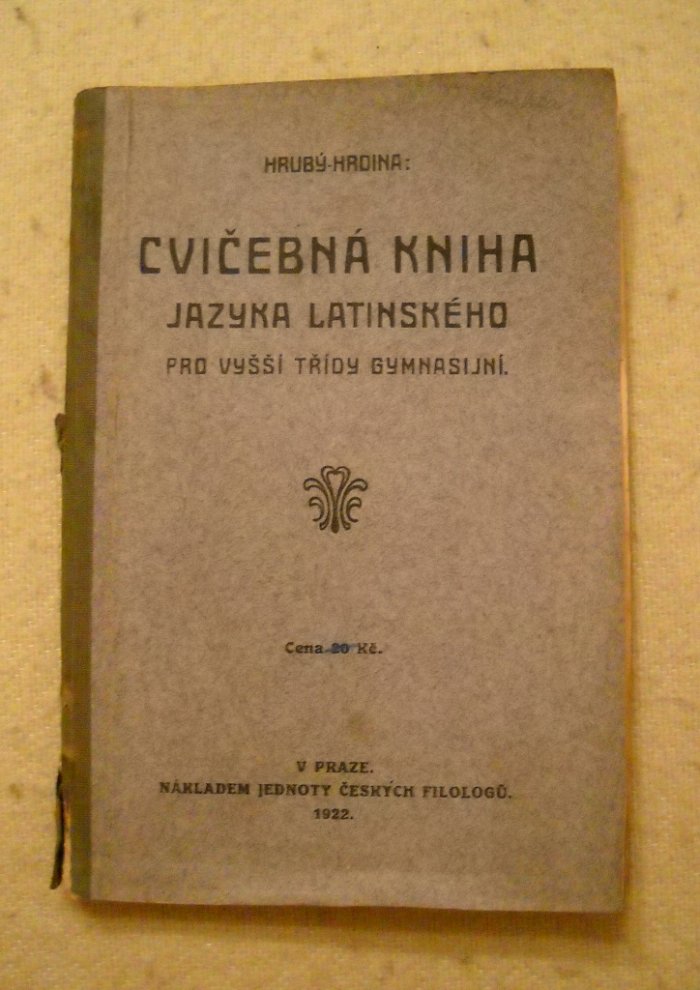 HRUBÝ-HRDINA:
CVIČEBNÁ KNIHA
JAZYKA LATINSKÉHO
PRO VYŠŠÍ TŘÍDY GYMNASIJNÍ.
Cena 20 Kč.
V PRAZE.
NÁKLADEM JEDNOTY ČESKÝCH FILOLOGŮ.
1922.